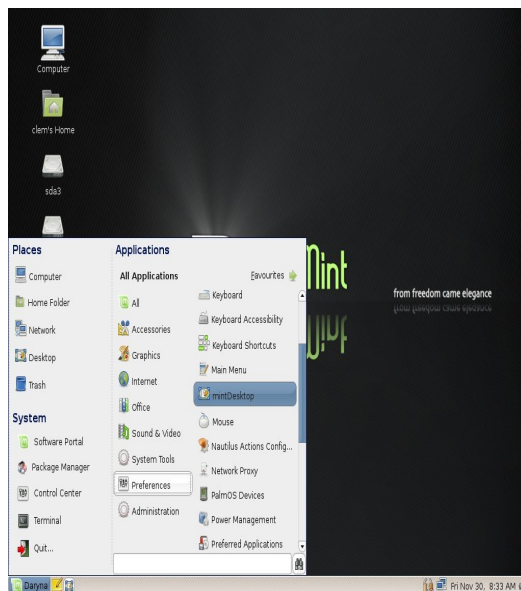 Computer
clem's Home
sda3
Mint
from freedom came elegance
Places
Computer
Home Folder
Network
Desktop
Trash
System
Software Portal
Package Manager
Control Center
Terminal
Quit...
Applications
All Applications
Favourites
All
Accessories
Graphics
Internet
Office
Sound & Video
System Tools
Preferences
Administration
Keyboard
Keyboard Accessibility
Keyboard Shortcuts
Main Menu
mintDesktop
Mouse
Nautilus Actions Config...
Network Proxy
PalmOS Devices
Power Management
Preferred Applications
Daryna
Fri Nov 30, 8:33 AM